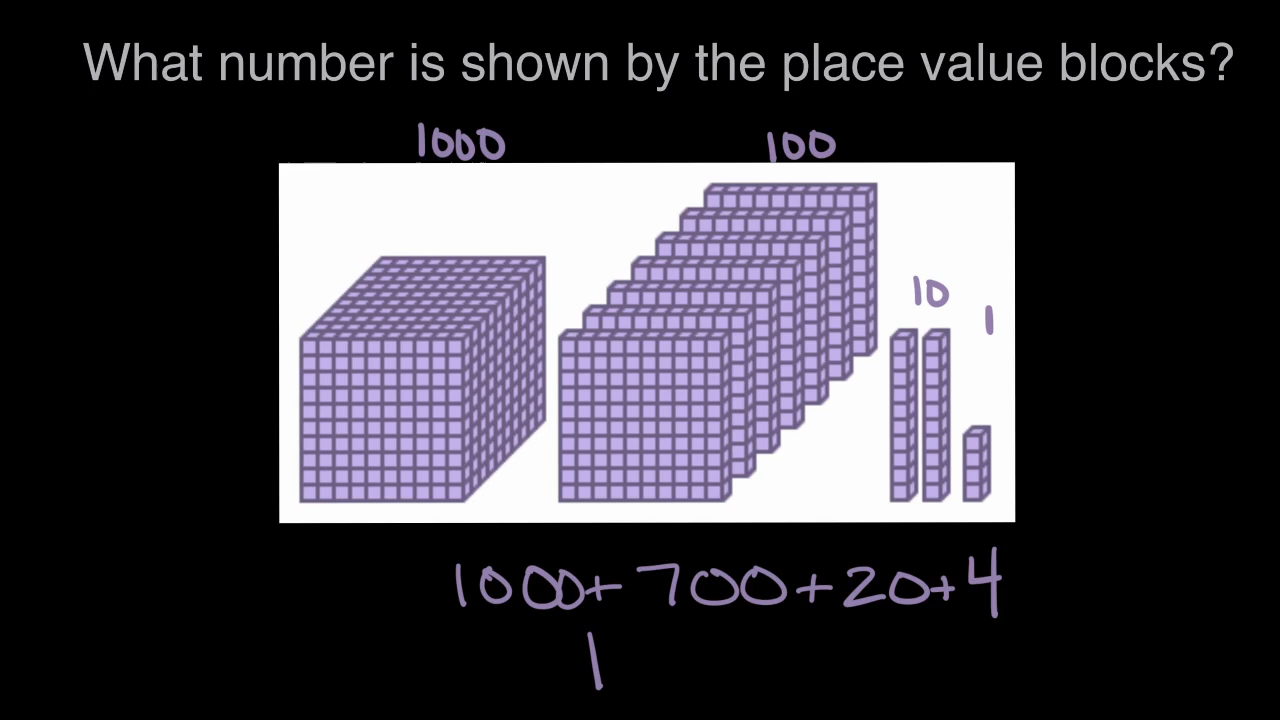 What number is shown by the place value blocks?
1000 100
10 1
1000+ 700+20+4
1